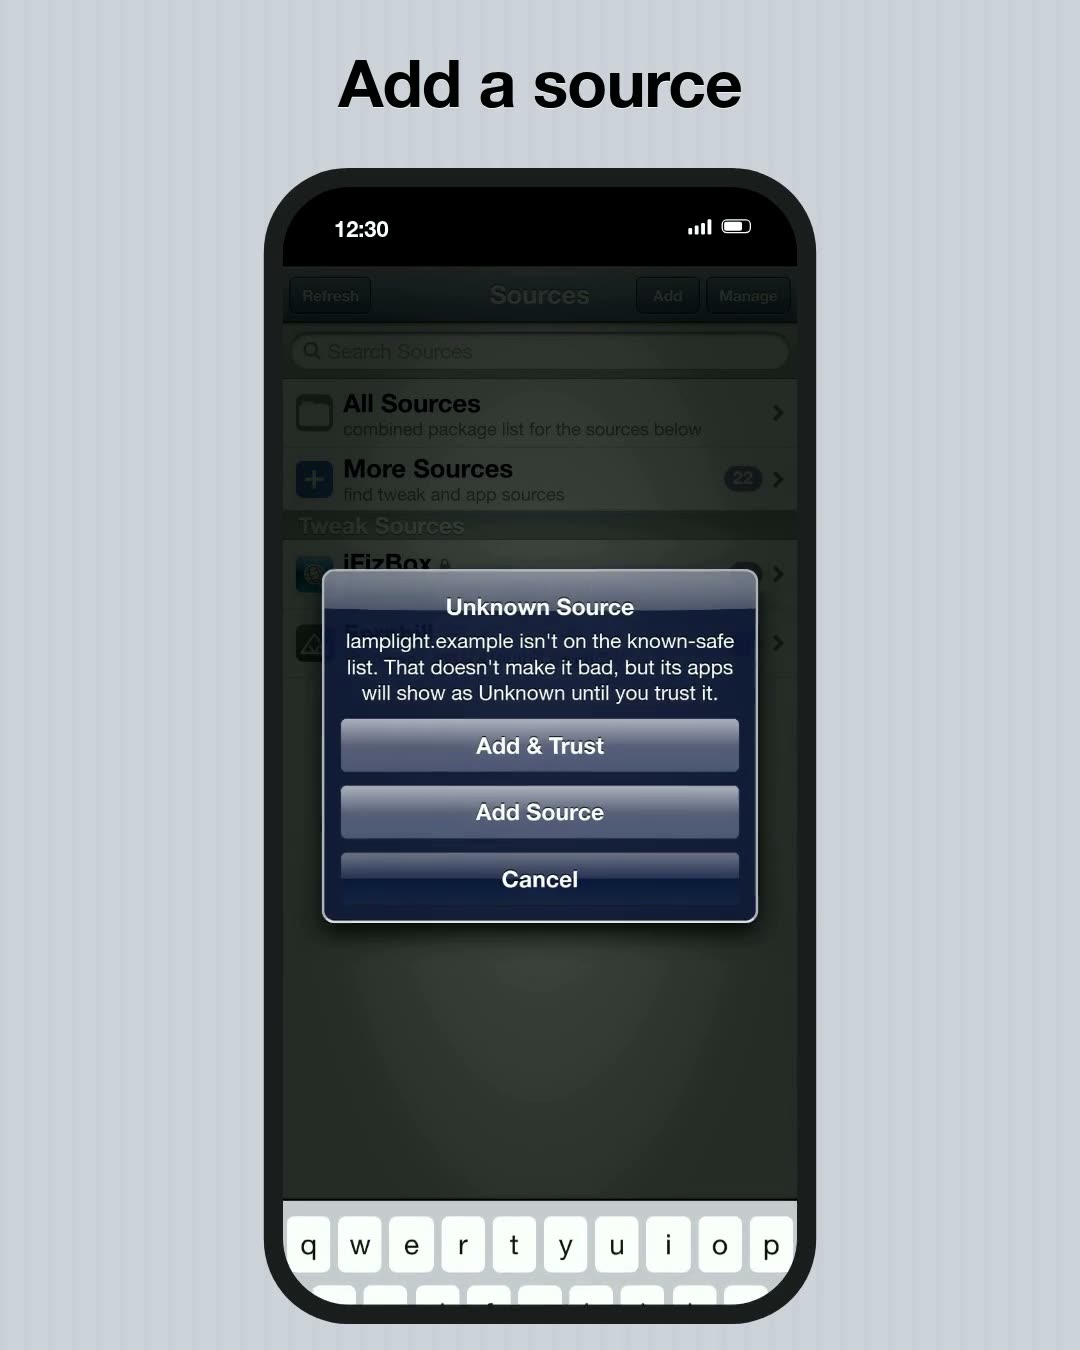 Add a source
12:30
Refresh
Sources
Add
Manage
Search Sources
All Sources
combined package list for the sources below
More Sources
find tweak and app sources
22
Tweak Sources
iFizBox
Unknown Source
lamplight.example isn't on the known-safe
list. That doesn't make it bad, but its apps
will show as Unknown until you trust it.
Add & Trust
Add Source
Cancel
q w e r t y u i o p